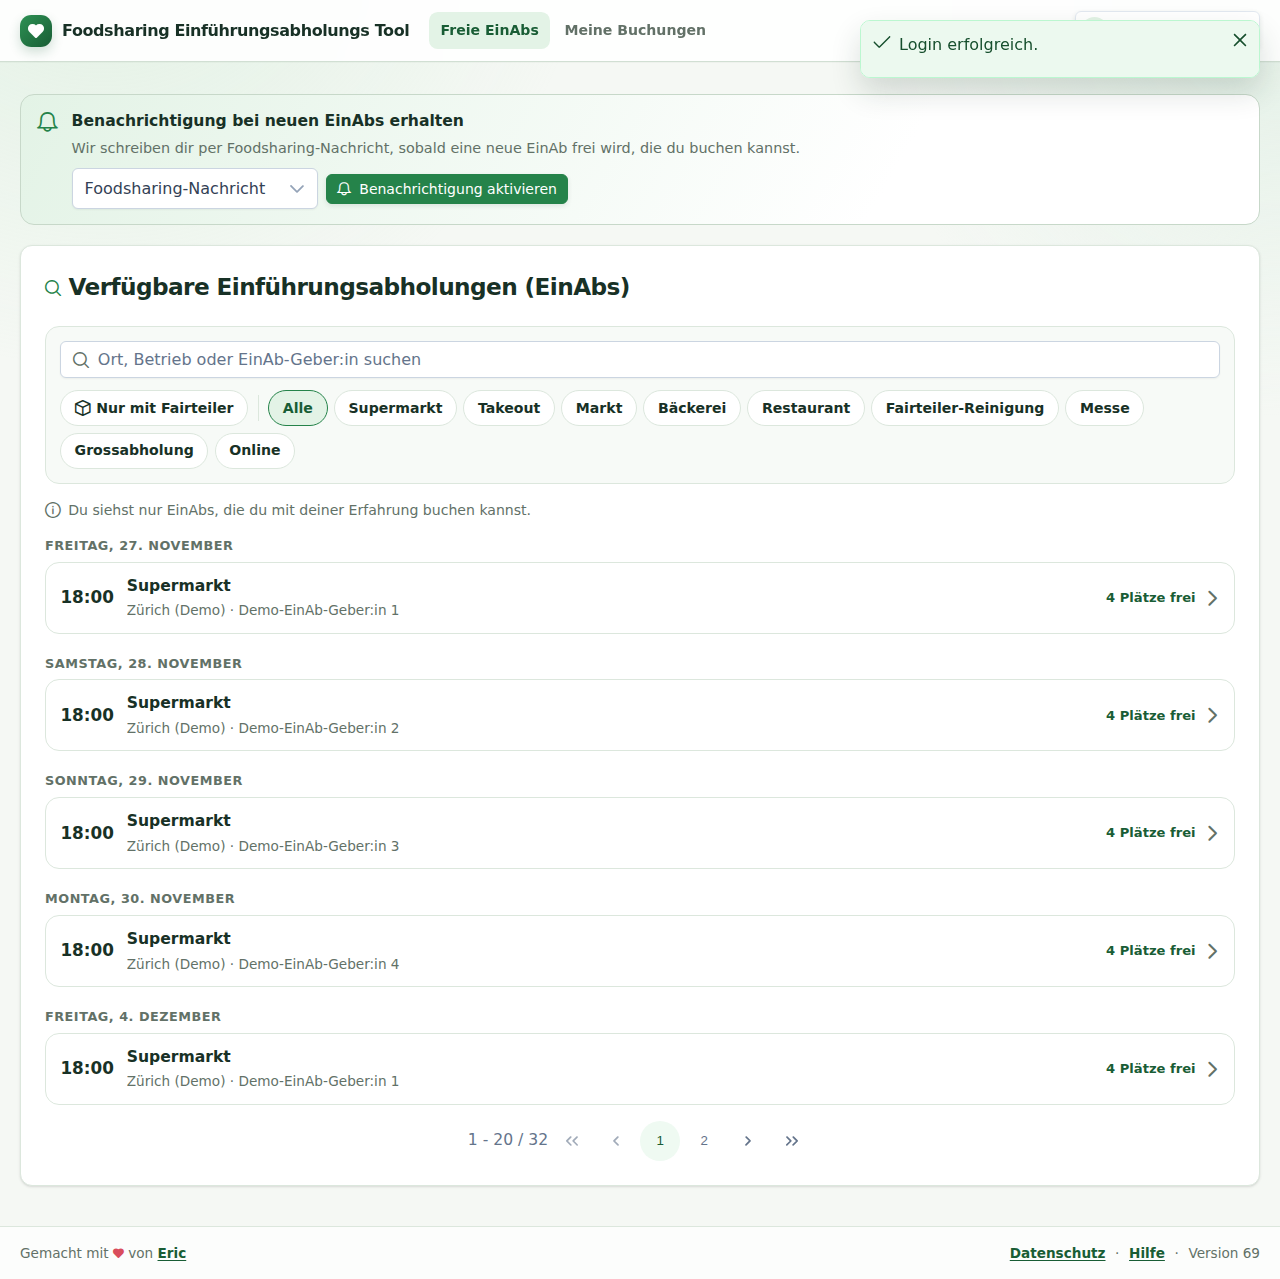 Foodsharing Einführungsabholungs Tool
Freie EinAbs
Meine Buchungen
Login erfolgreich.
Benachrichtigung bei neuen EinAbs erhalten
Wir schreiben dir per Foodsharing-Nachricht, sobald eine neue EinAb frei wird, die du buchen kannst.
Foodsharing-Nachricht
Benachrichtigung aktivieren
Verfügbare Einführungsabholungen (EinAbs)
Ort, Betrieb oder EinAb-Geber:in suchen
Nur mit Fairteiler
Alle
Supermarkt
Takeout
Markt
Bäckerei
Restaurant
Fairteiler-Reinigung
Messe
Grossabholung
Online
Du siehst nur EinAbs, die du mit deiner Erfahrung buchen kannst.
FREITAG, 27. NOVEMBER
18:00
Supermarkt
Zürich (Demo) · Demo-EinAb-Geber:in 1
4 Plätze frei
SAMSTAG, 28. NOVEMBER
18:00
Supermarkt
Zürich (Demo) · Demo-EinAb-Geber:in 2
4 Plätze frei
SONNTAG, 29. NOVEMBER
18:00
Supermarkt
Zürich (Demo) · Demo-EinAb-Geber:in 3
4 Plätze frei
MONTAG, 30. NOVEMBER
18:00
Supermarkt
Zürich (Demo) · Demo-EinAb-Geber:in 4
4 Plätze frei
FREITAG, 4. DEZEMBER
18:00
Supermarkt
Zürich (Demo) · Demo-EinAb-Geber:in 1
4 Plätze frei
1 - 20 / 32
1
2
Gemacht mit ♥ von Eric
Datenschutz · Hilfe · Version 69